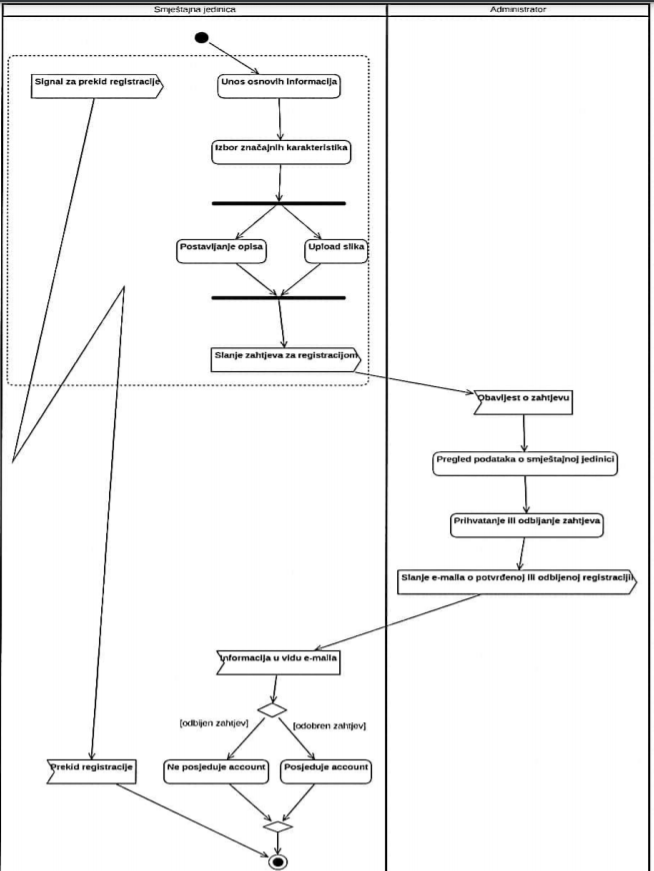 Smještajna jedinica
Administrator
Signal za prekid registracije
Unos osnovih informacija
Izbor značajnih karakteristika
Postavljanje opisa
Upload slika
Slanje zahtjeva za registracijom
Obavijest o zahtjevu
Pregled podataka o smještajnoj jedinici
Prihvatanje ili odbijanje zahtjeva
Slanje e-maila o potvrđenoj ili odbijenoj registraciji
Informacija u vidu e-maila
[odbijen zahtjev]
[odobren zahtjev]
Prekid registracije
Ne posjeduje account
Posjeduje account